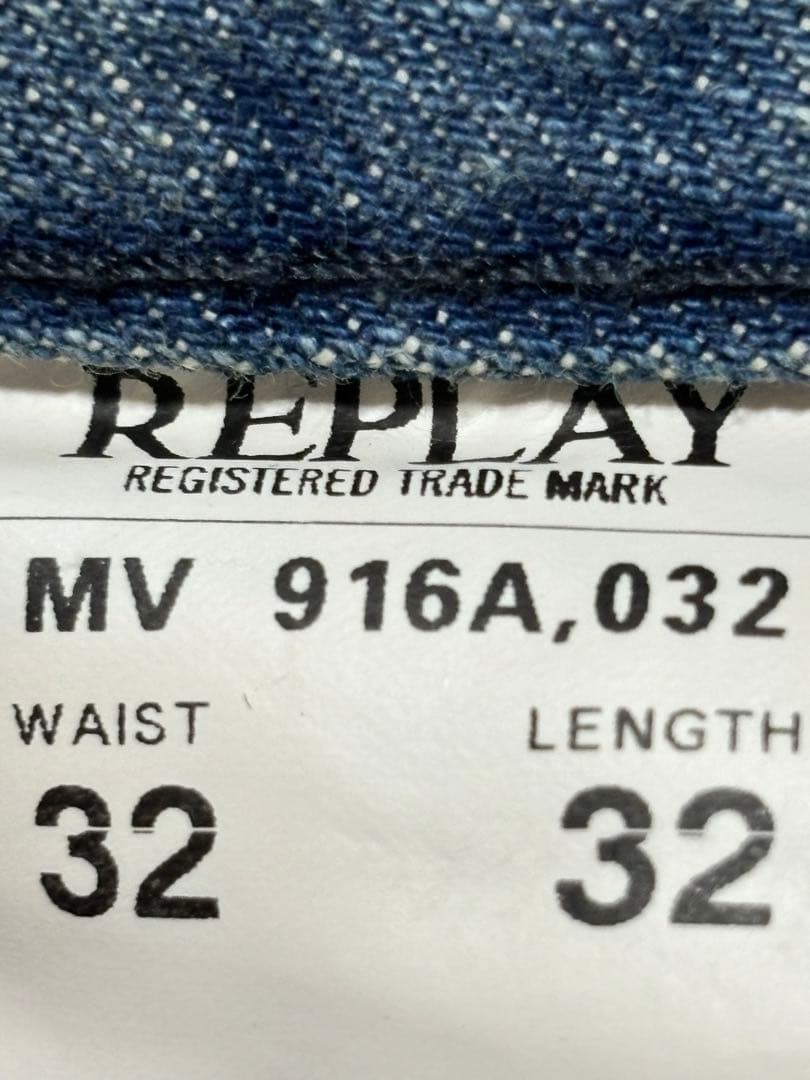 REPLAY
REGISTERED TRADE MARK
MV 916A,032
WAIST LENGTH
32 32